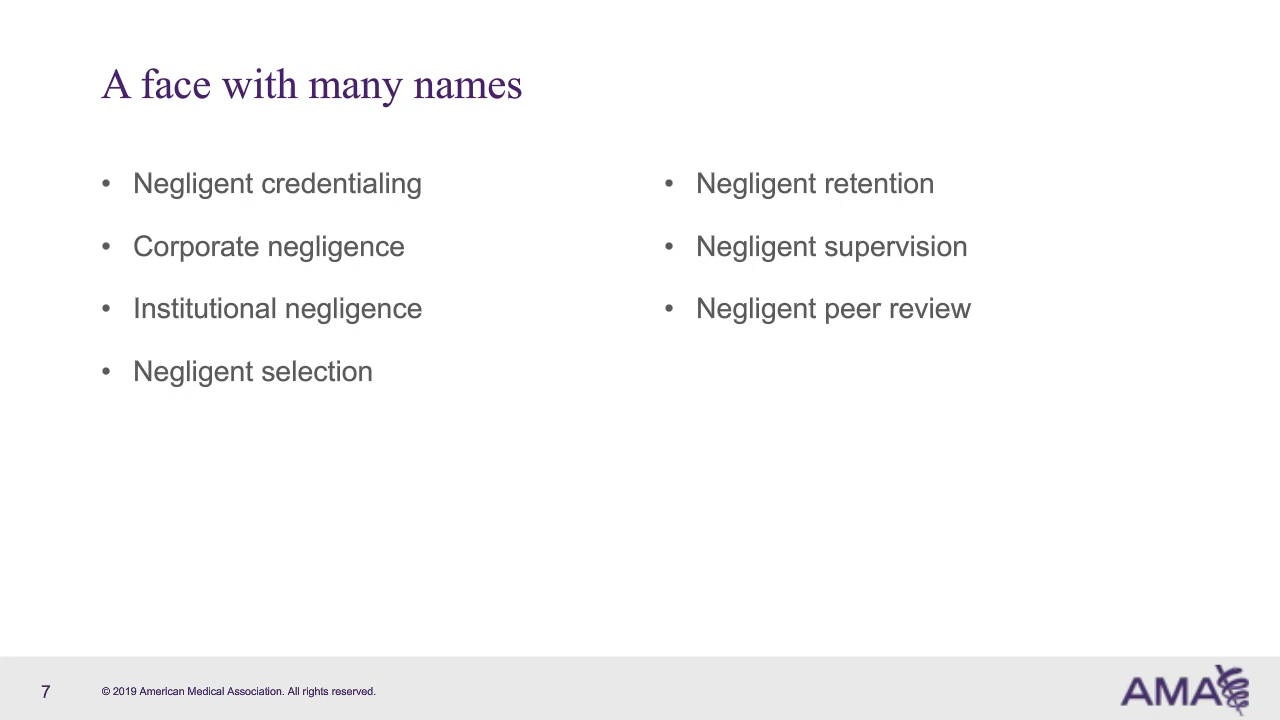 A face with many names
• Negligent credentialing
• Corporate negligence
• Institutional negligence
• Negligent selection
• Negligent retention
• Negligent supervision
• Negligent peer review
7
© 2019 American Medical Association. All rights reserved.
AMA